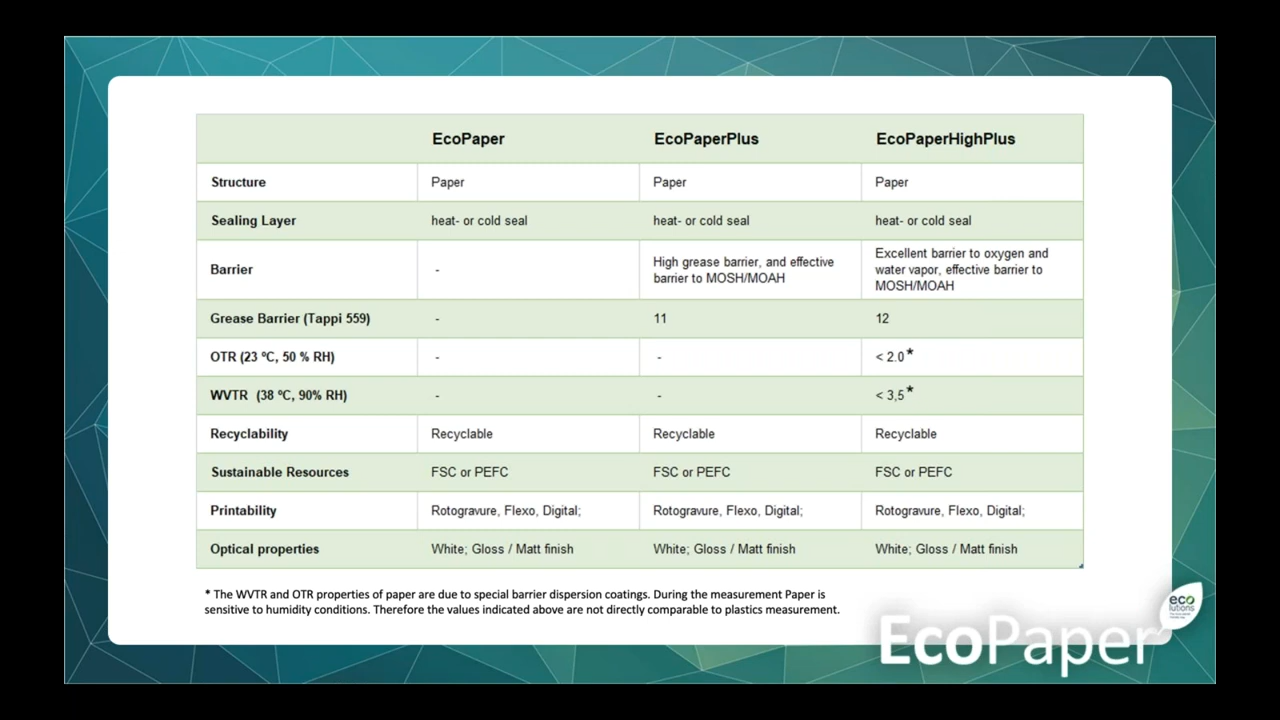 EcoPaper EcoPaperPlus EcoPaperHighPlus
Structure Paper Paper Paper
Sealing Layer heat- or cold seal heat- or cold seal heat- or cold seal
Barrier - High grease barrier, and effective barrier to MOSH/MOAH Excellent barrier to oxygen and water vapor, effective barrier to MOSH/MOAH
Grease Barrier (Tappi 559) - 11 12
OTR (23 ºC, 50 % RH) - - < 2.0*
WVTR (38 ºC, 90% RH) - - < 3,5*
Recyclability Recyclable Recyclable Recyclable
Sustainable Resources FSC or PEFC FSC or PEFC FSC or PEFC
Printability Rotogravure, Flexo, Digital; Rotogravure, Flexo, Digital; Rotogravure, Flexo, Digital;
Optical properties White; Gloss / Matt finish White; Gloss / Matt finish White; Gloss / Matt finish
* The WVTR and OTR properties of paper are due to special barrier dispersion coatings. During the measurement Paper is
sensitive to humidity conditions. Therefore the values indicated above are not directly comparable to plastics measurement.
eco
lutions
EcoPaper